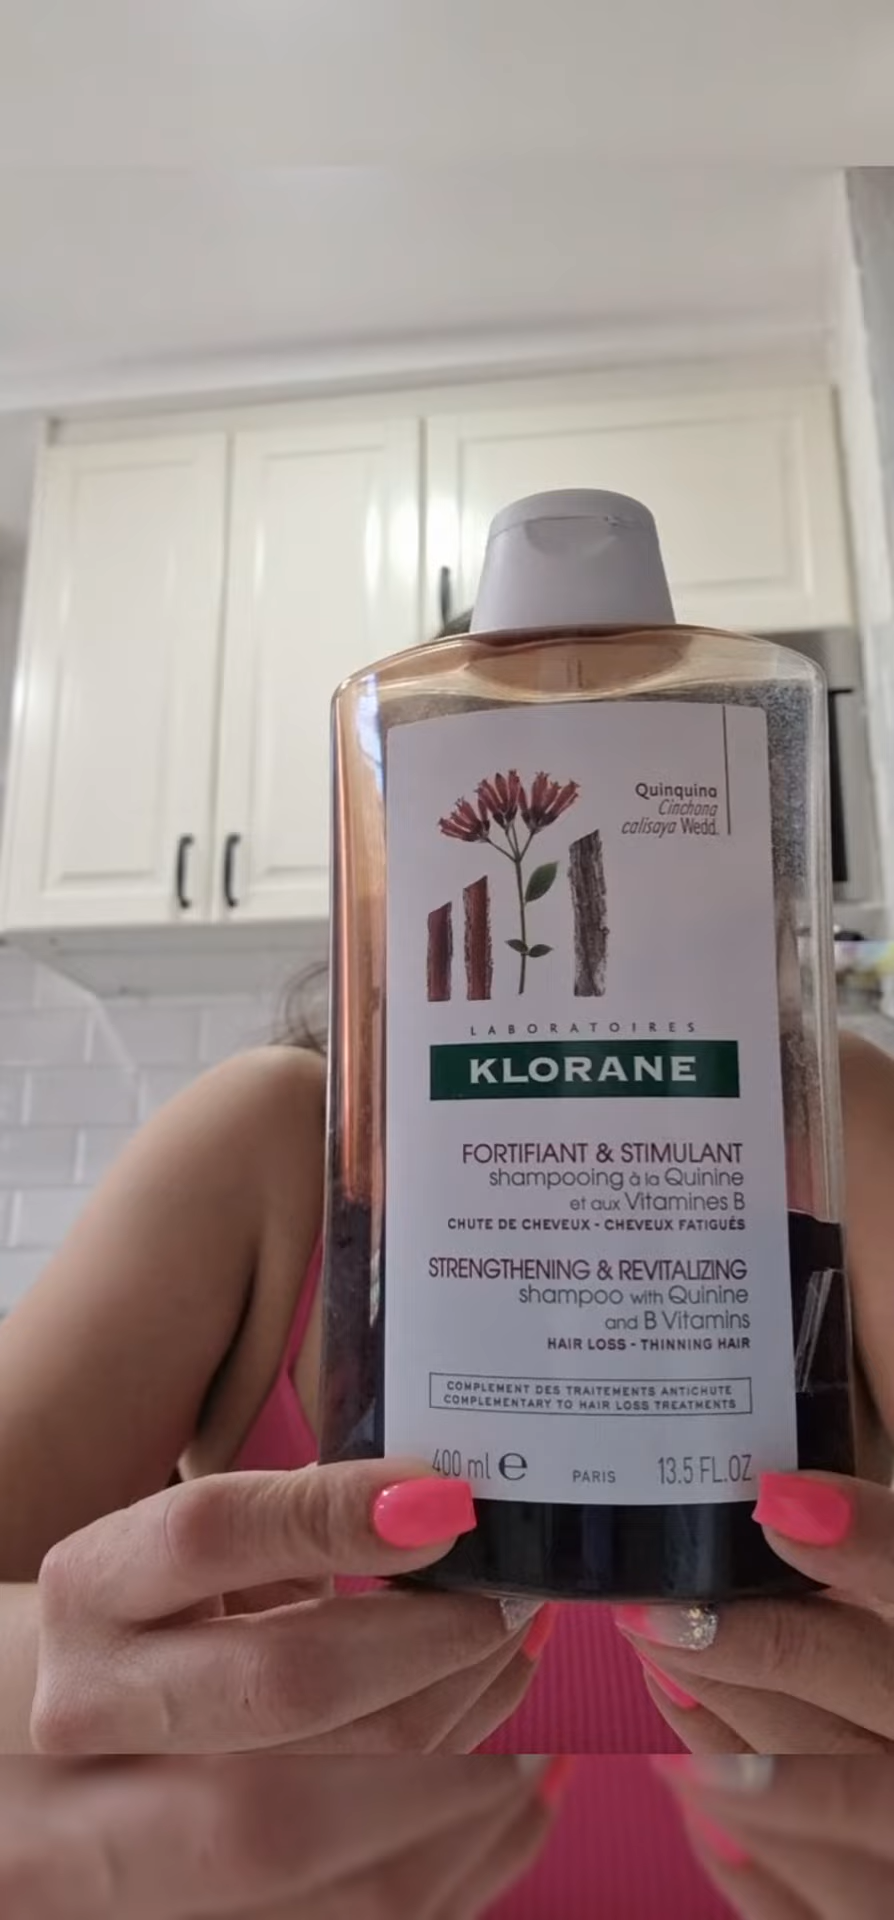 Quinquina
Cinchona
calisaya Wedd.
LABORATOIRES
KLORANE
FORTIFIANT & STIMULANT
shampooing à la Quinine
et aux Vitamines B
CHUTE DE CHEVEUX - CHEVEUX FATIGUÉS
STRENGTHENING & REVITALIZING
shampoo with Quinine
and B Vitamins
HAIR LOSS - THINNING HAIR
COMPLEMENT DES TRAITEMENTS ANTICHUTE
COMPLEMENTARY TO HAIR LOSS TREATMENTS
400 ml e PARIS 13.5 FL.OZ